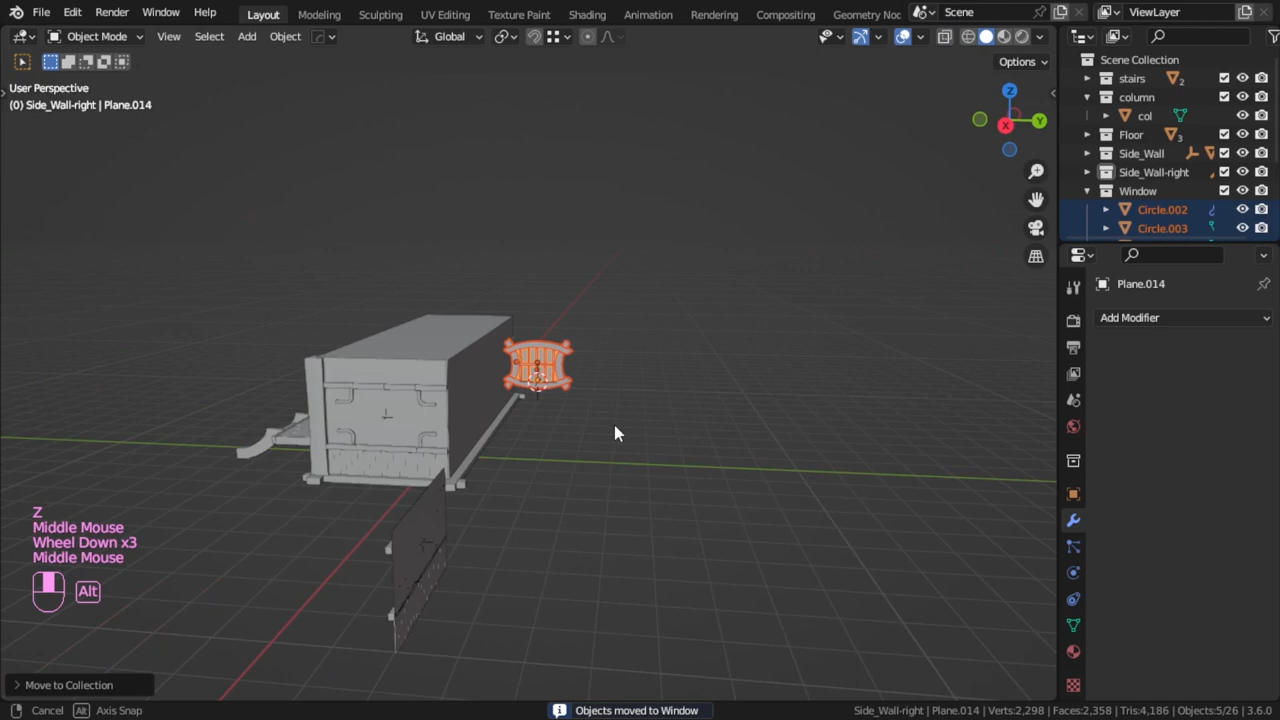 File Edit Render Window Help Layout Modeling Sculpting UV Editing Texture Paint Shading Animation Rendering Compositing Geometry Noc Scene ViewLayer
Object Mode View Select Add Object Global
Options
User Perspective
(0) Side_Wall-right | Plane.014
Z
X
Y
Scene Collection
stairs 2
column
col
Floor 3
Side_Wall
Side_Wall-right
Window
Circle.002
Circle.003
Plane.014
Add Modifier
Z
Middle Mouse
Wheel Down x3
Middle Mouse
Alt
Move to Collection
Cancel Alt Axis Snap
Objects moved to Window
Side_Wall-right | Plane.014 | Verts:2,298 | Faces:2,358 | Tris:4,186 | Objects:5/26 | 3.6.0